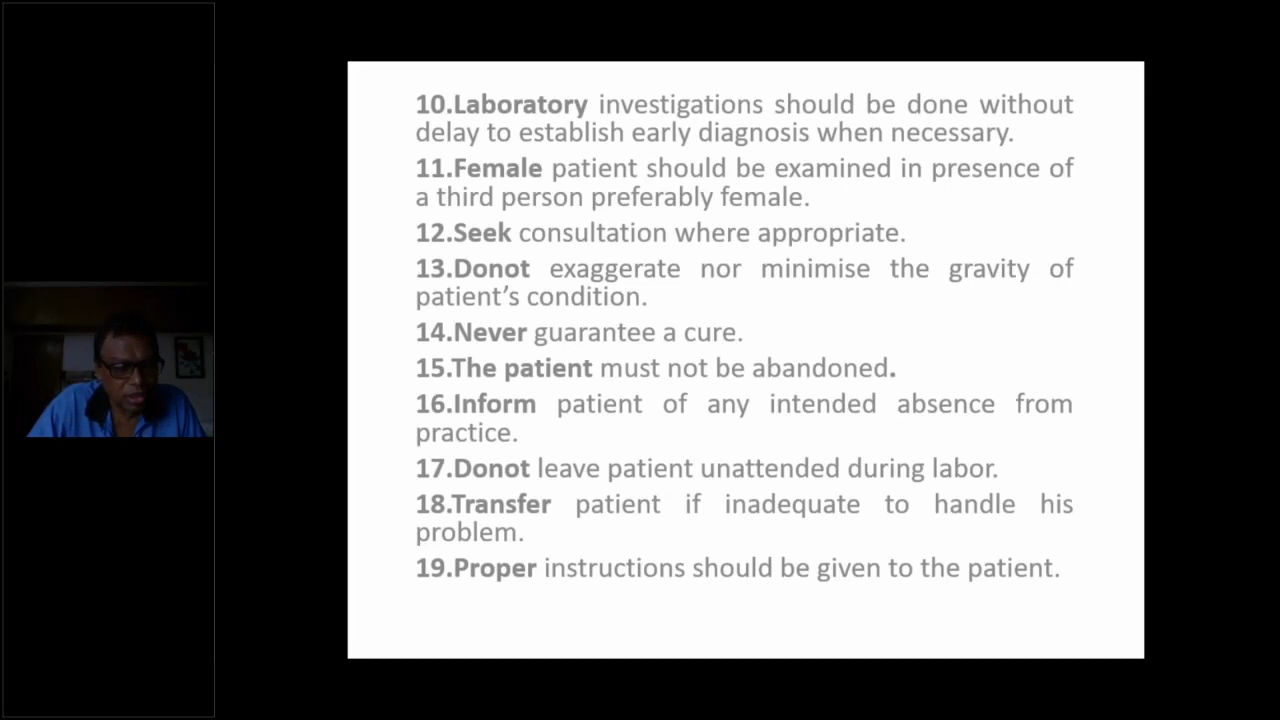 10.Laboratory investigations should be done without
delay to establish early diagnosis when necessary.
11.Female patient should be examined in presence of
a third person preferably female.
12.Seek consultation where appropriate.
13.Donot exaggerate nor minimise the gravity of
patient’s condition.
14.Never guarantee a cure.
15.The patient must not be abandoned.
16.Inform patient of any intended absence from
practice.
17.Donot leave patient unattended during labor.
18.Transfer patient if inadequate to handle his
problem.
19.Proper instructions should be given to the patient.